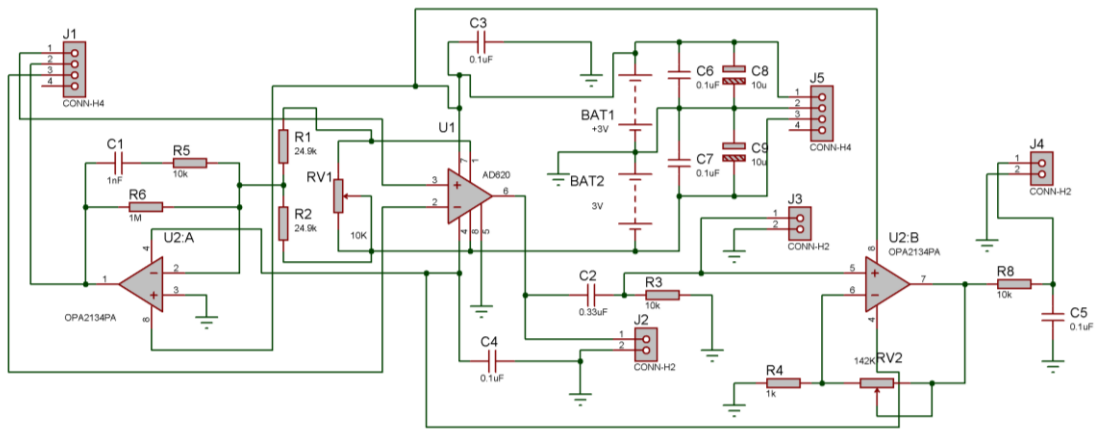 J1
1
2
3
4
CONN-H4
C3
0.1uF
C6
0.1uF
C8
10u
J5
1
2
3
4
CONN-H4
BAT1
+3V
C7
0.1uF
C9
10u
BAT2
3V
C1
1nF
R5
10k
R6
1M
R1
24.9k
R2
24.9k
RV1
10K
U1
AD620
7
1
3
2
6
4
8
5
J4
1
2
CONN-H2
J3
1
2
CONN-H2
U2:A
4
1
2
3
8
OPA2134PA
U2:B
OPA2134PA
8
5
6
7
4
R8
10k
C5
0.1uF
C2
0.33uF
R3
10k
J2
1
2
CONN-H2
C4
0.1uF
R4
1k
142K
RV2